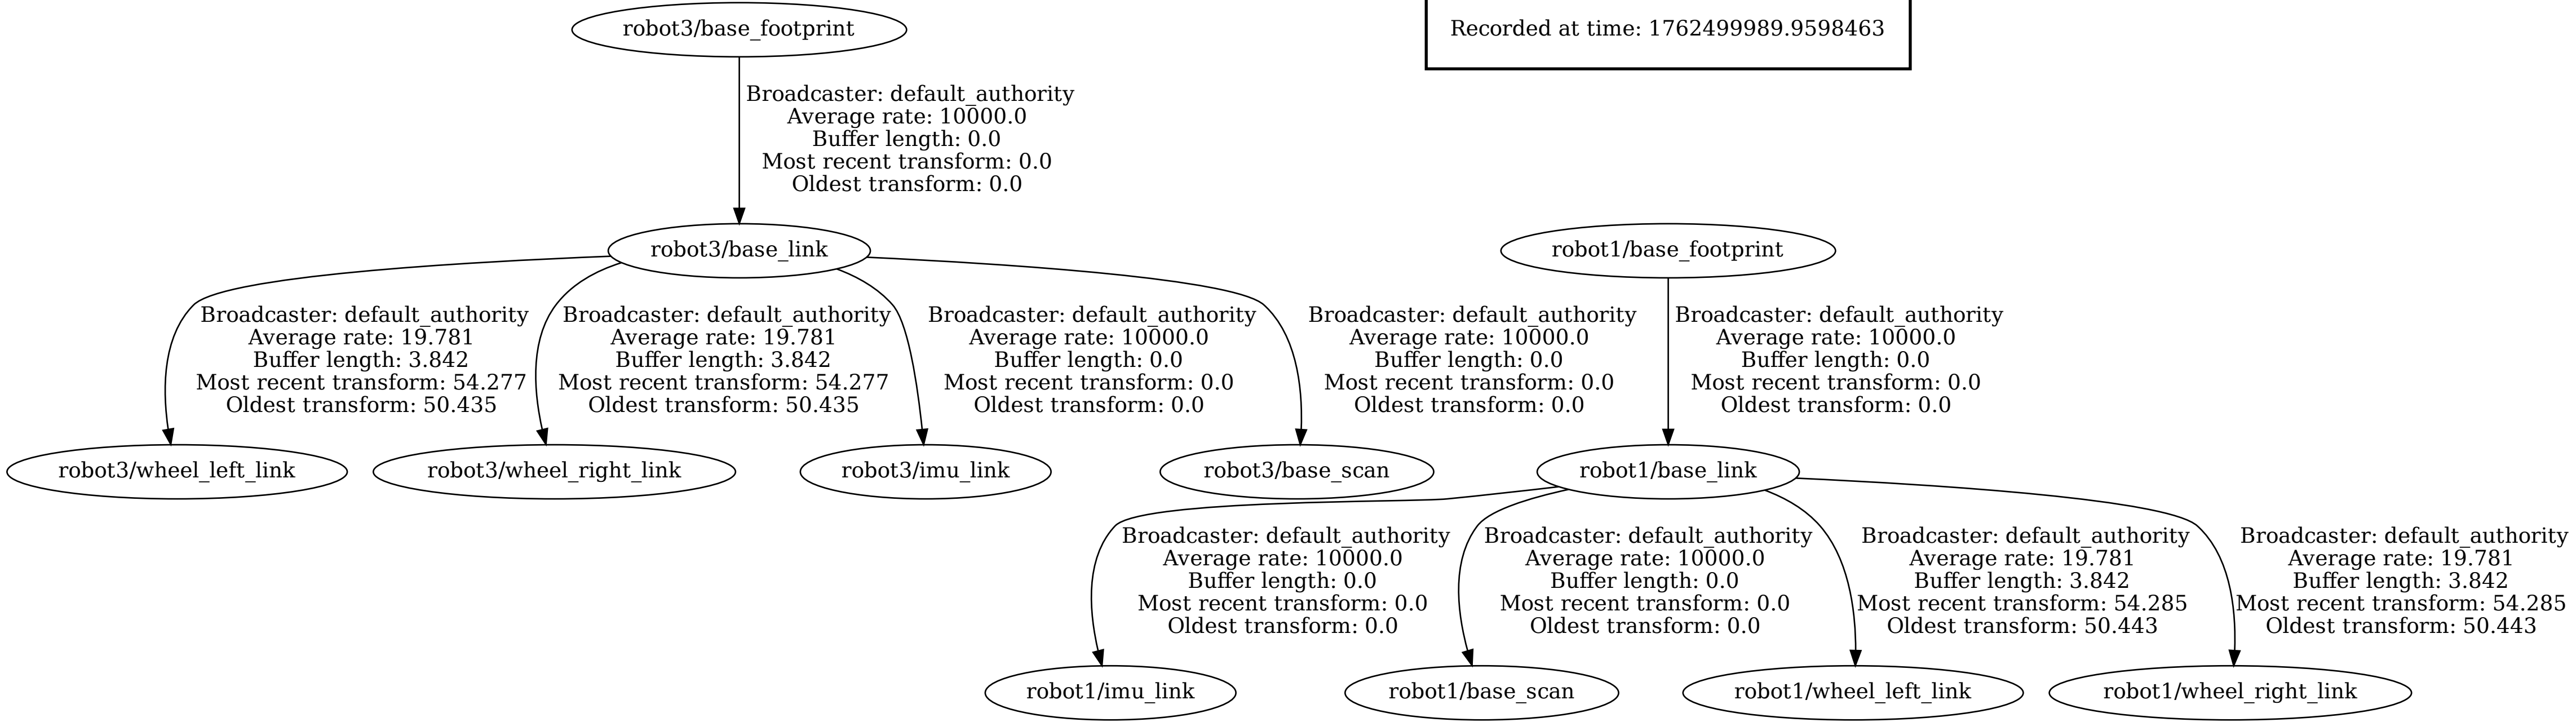 robot3/base_footprint
Recorded at time: 1762499989.9598463
Broadcaster: default_authority
Average rate: 10000.0
Buffer length: 0.0
Most recent transform: 0.0
Oldest transform: 0.0
robot3/base_link
robot1/base_footprint
Broadcaster: default_authority
Average rate: 19.781
Buffer length: 3.842
Most recent transform: 54.277
Oldest transform: 50.435
Broadcaster: default_authority
Average rate: 19.781
Buffer length: 3.842
Most recent transform: 54.277
Oldest transform: 50.435
Broadcaster: default_authority
Average rate: 10000.0
Buffer length: 0.0
Most recent transform: 0.0
Oldest transform: 0.0
Broadcaster: default_authority
Average rate: 10000.0
Buffer length: 0.0
Most recent transform: 0.0
Oldest transform: 0.0
Broadcaster: default_authority
Average rate: 10000.0
Buffer length: 0.0
Most recent transform: 0.0
Oldest transform: 0.0
robot3/wheel_left_link
robot3/wheel_right_link
robot3/imu_link
robot3/base_scan
robot1/base_link
Broadcaster: default_authority
Average rate: 10000.0
Buffer length: 0.0
Most recent transform: 0.0
Oldest transform: 0.0
Broadcaster: default_authority
Average rate: 10000.0
Buffer length: 0.0
Most recent transform: 0.0
Oldest transform: 0.0
Broadcaster: default_authority
Average rate: 19.781
Buffer length: 3.842
Most recent transform: 54.285
Oldest transform: 50.443
Broadcaster: default_authority
Average rate: 19.781
Buffer length: 3.842
Most recent transform: 54.285
Oldest transform: 50.443
robot1/imu_link
robot1/base_scan
robot1/wheel_left_link
robot1/wheel_right_link